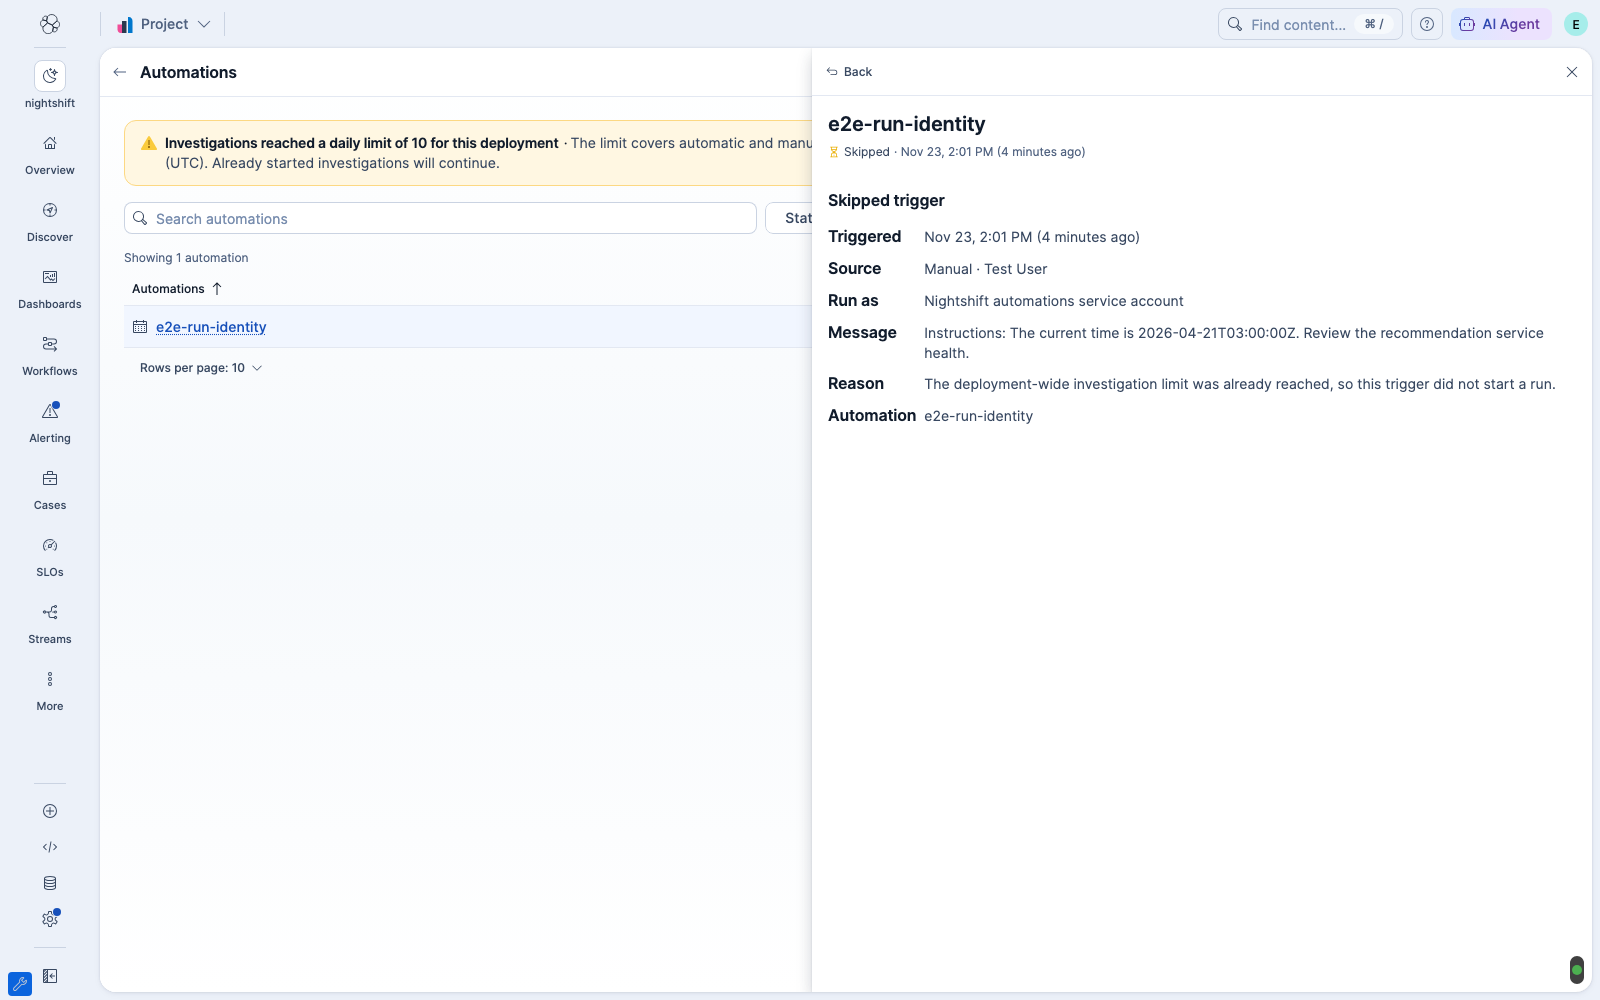 Project
Find content...
⌘ /
AI Agent
E
nightshift
Overview
Discover
Dashboards
Workflows
Alerting
Cases
SLOs
Streams
More
Automations
Investigations reached a daily limit of 10 for this deployment · The limit covers automatic and manu
(UTC). Already started investigations will continue.
Search automations
Stat
Showing 1 automation
Automations
e2e-run-identity
Rows per page: 10
Back
e2e-run-identity
Skipped · Nov 23, 2:01 PM (4 minutes ago)
Skipped trigger
Triggered Nov 23, 2:01 PM (4 minutes ago)
Source Manual · Test User
Run as Nightshift automations service account
Message Instructions: The current time is 2026-04-21T03:00:00Z. Review the recommendation service
health.
Reason The deployment-wide investigation limit was already reached, so this trigger did not start a run.
Automation e2e-run-identity